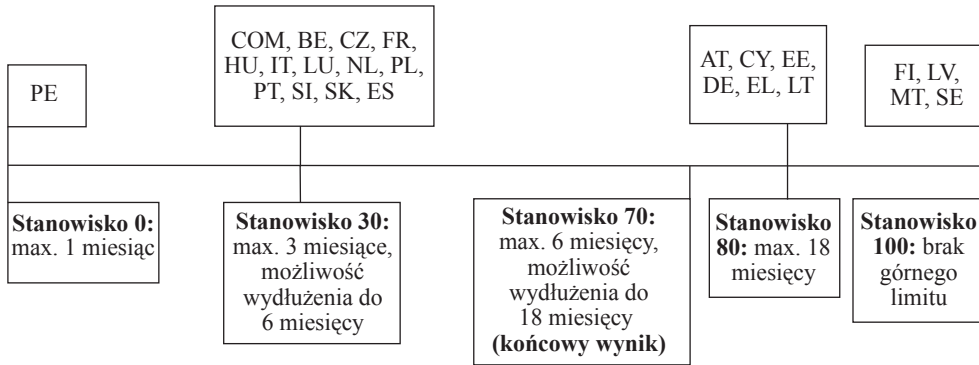 PE
COM, BE, CZ, FR,
HU, IT, LU, NL, PL,
PT, SI, SK, ES
AT, CY, EE,
DE, EL, LT
FI, LV,
MT, SE
Stanowisko 0:
max. 1 miesiąc
Stanowisko 30:
max. 3 miesiące,
możliwość
wydłużenia do
6 miesięcy
Stanowisko 70:
max. 6 miesięcy,
możliwość
wydłużenia do
18 miesięcy
(końcowy wynik)
Stanowisko
80: max. 18
miesięcy
Stanowisko
100: brak
górnego
limitu